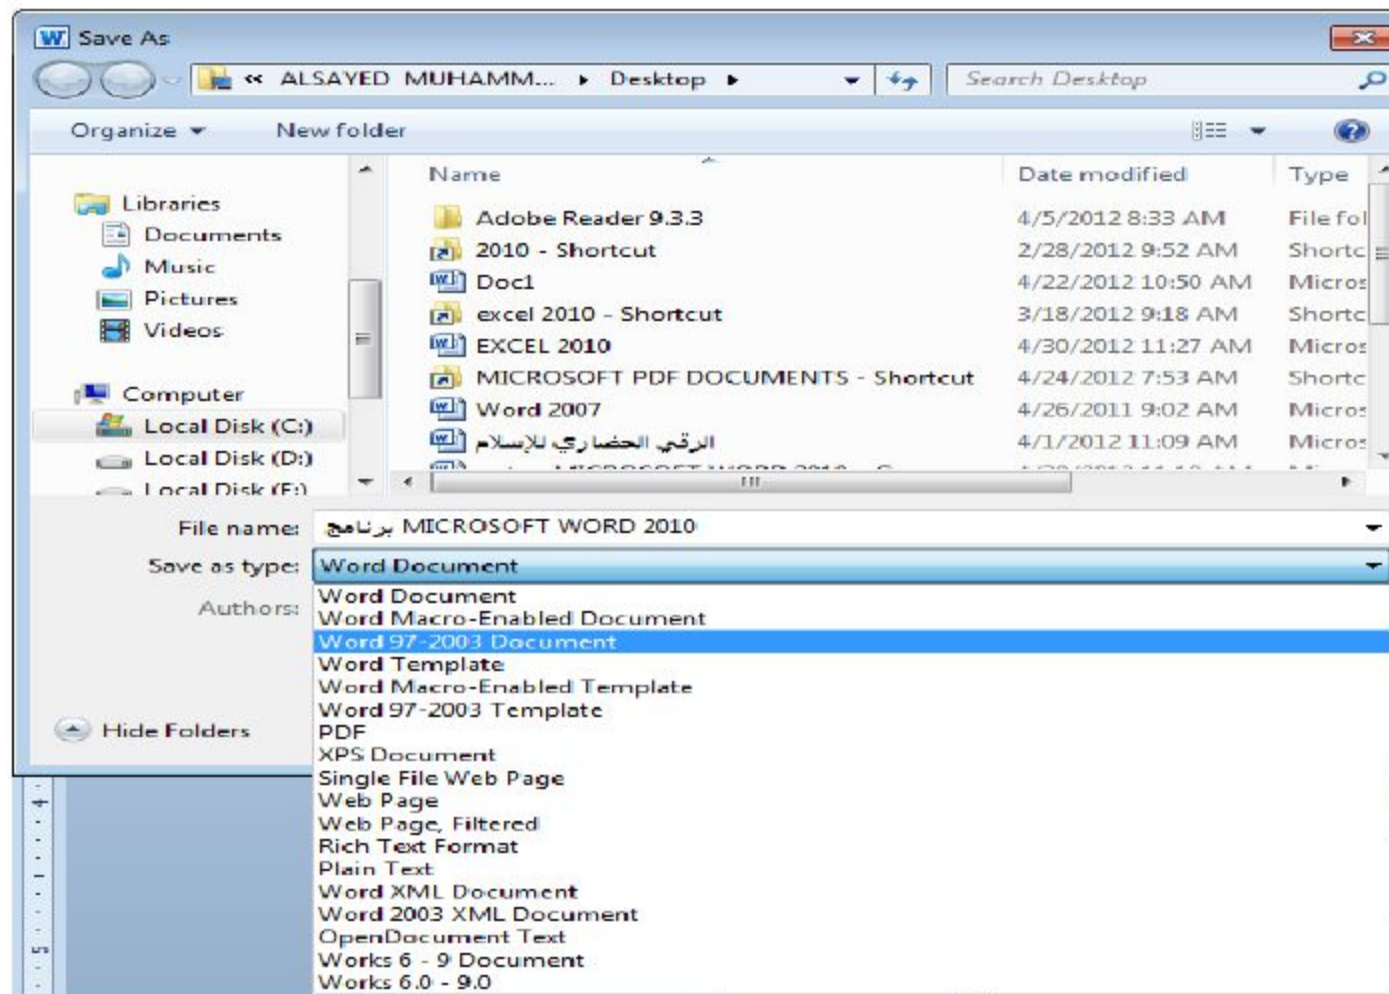 Save As
« ALSAYED MUHAMM... ▸ Desktop ▸ Search Desktop
Organize New folder
Name Date modified Type
Libraries
Documents
Music
Pictures
Videos
Computer
Local Disk (C:)
Local Disk (D:)
Local Disk (E:)
Adobe Reader 9.3.3 4/5/2012 8:33 AM File fol
2010 - Shortcut 2/28/2012 9:52 AM Shortc
Doc1 4/22/2012 10:50 AM Micros
excel 2010 - Shortcut 3/18/2012 9:18 AM Shortc
EXCEL 2010 4/30/2012 11:27 AM Micros
MICROSOFT PDF DOCUMENTS - Shortcut 4/24/2012 7:53 AM Shortc
Word 2007 4/26/2011 9:02 AM Micros
الرقي الحضاري للإسلام 4/1/2012 11:09 AM Micros
MICROSOFT WORD 2010
File name: برنامج MICROSOFT WORD 2010
Save as type: Word Document
Authors:
Word Document
Word Macro-Enabled Document
Word 97-2003 Document
Word Template
Word Macro-Enabled Template
Word 97-2003 Template
PDF
XPS Document
Single File Web Page
Web Page
Web Page, Filtered
Rich Text Format
Plain Text
Word XML Document
Word 2003 XML Document
OpenDocument Text
Works 6 - 9 Document
Works 6.0 - 9.0
Hide Folders
4
5